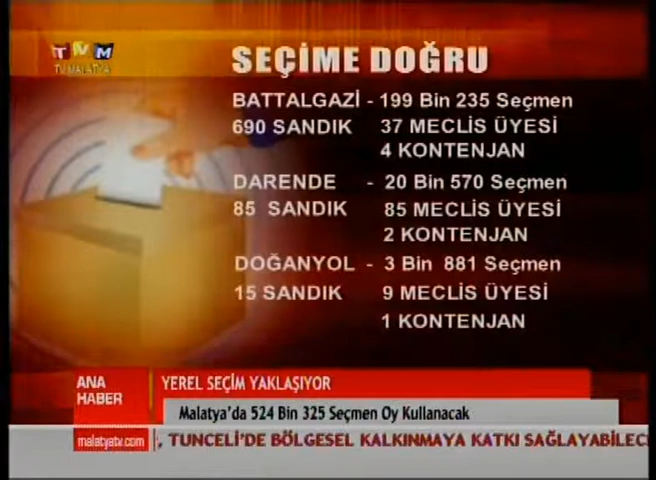 TVM
TV MALATYA
SEÇİME DOĞRU
BATTALGAZİ - 199 Bin 235 Seçmen
690 SANDIK 37 MECLİS ÜYESİ
4 KONTENJAN
DARENDE - 20 Bin 570 Seçmen
85 SANDIK 85 MECLİS ÜYESİ
2 KONTENJAN
DOĞANYOL - 3 Bin 881 Seçmen
15 SANDIK 9 MECLİS ÜYESİ
1 KONTENJAN
ANA HABER
YEREL SEÇİM YAKLAŞIYOR
Malatya'da 524 Bin 325 Seçmen Oy Kullanacak
malatyatv.com , TUNCELİ'DE BÖLGESEL KALKINMAYA KATKI SAĞLAYABİLEC